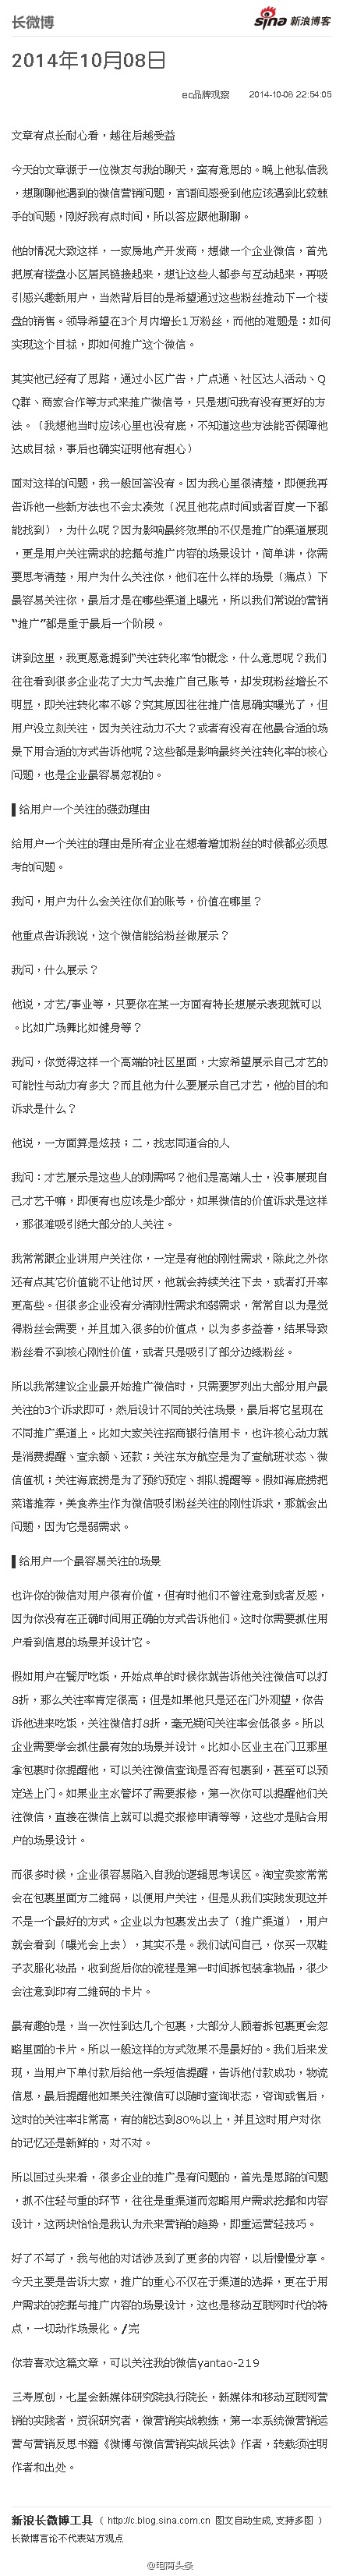 长微博
sina 新浪博客
2014年10月08日
ec品牌观察 2014-10-08 22:54:05
文章有点长耐心看，越往后越受益
今天的文章源于一位微友与我的聊天，蛮有意思的。晚上他私信我
，想聊聊他遇到的微信营销问题，言语间感受到他应该遇到比较棘
手的问题，刚好我有点时间，所以答应跟他聊聊。
他的情况大致这样，一家房地产开发商，想做一个企业微信，首先
把原有楼盘小区居民链接起来，想让这些人都参与互动起来，再吸
引感兴趣新用户，当然背后目的是希望通过这些粉丝推动下一个楼
盘的销售。领导希望在3个月内增长1万粉丝，而他的难题是：如何
实现这个目标，即如何推广这个微信。
其实他已经有了思路，通过小区广告，广点通、社区达人活动、Q
Q群、商家合作等方式来推广微信号，只是想问我有没有更好的方
法。（我想他当时应该心里也没有底，不知道这些方法能否保障他
达成目标，事后也确实证明他有担心）
面对这样的问题，我一般回答没有。因为我心里很清楚，即便我再
告诉他一些新方法也不会太凑效（况且他花点时间或者百度一下都
能找到），为什么呢？因为影响最终效果的不仅是推广的渠道展现
，更是用户关注需求的挖掘与推广内容的场景设计，简单讲，你需
要思考清楚，用户为什么关注你，他们在什么样的场景（痛点）下
最容易关注你，最后才是在哪些渠道上曝光，所以我们常说的营销
“推广”都是重于最后一个阶段。
讲到这里，我更愿意提到“关注转化率”的概念，什么意思呢？我们
往往看到很多企业花了大力气去推广自己账号，却发现粉丝增长不
明显，即关注转化率不够？究其原因往往推广信息确实曝光了，但
用户没立刻关注，因为关注动力不大？或者有没有在他最合适的场
景下用合适的方式告诉他呢？这些都是影响最终关注转化率的核心
问题，也是企业最容易忽视的。
▌给用户一个关注的强劲理由
给用户一个关注的理由是所有企业在想着增加粉丝的时候都必须思
考的问题。
我问，用户为什么会关注你们的账号，价值在哪里？
他重点告诉我说，这个微信能给粉丝做展示？
我问，什么展示？
他说，才艺/事业等，只要你在某一方面有特长想展示表现就可以
。比如广场舞比如健身等？
我问，你觉得这样一个高端的社区里面，大家希望展示自己才艺的
可能性与动力有多大？而且他为什么要展示自己才艺，他的目的和
诉求是什么？
他说，一方面算是炫技；二，找志同道合的人
我问：才艺展示是这些人的刚需吗？他们是高端人士，没事展现自
己才艺干嘛，即便有也应该是少部分，如果微信的价值诉求是这样
，那很难吸引绝大部分的人关注。
我常常跟企业讲用户关注你，一定是有他的刚性需求，除此之外你
还有点其它价值能不让他讨厌，他就会持续关注下去，或者打开率
更高些。但很多企业没有分清刚性需求和弱需求，常常自以为是觉
得粉丝会需要，并且加入很多的价值点，以为多多益善，结果导致
粉丝看不到核心刚性价值，或者只是吸引了部分边缘粉丝。
所以我常建议企业最开始推广微信时，只需要罗列出大部分用户最
关注的3个诉求即可，然后设计不同的关注场景，最后将它呈现在
不同推广渠道上。比如大家关注招商银行信用卡，也许核心动力就
是消费提醒、查余额、还款；关注东方航空是为了查航班状态、微
信值机；关注海底捞是为了预约预定、排队提醒等。假如海底捞把
菜谱推荐，美食养生作为微信吸引粉丝关注的刚性诉求，那就会出
问题，因为它是弱需求。
▌给用户一个最容易关注的场景
也许你的微信对用户很有价值，但有时他们不曾注意到或者反感，
因为你没有在正确时间用正确的方式告诉他们。这时你需要抓住用
户看到信息的场景并设计它。
假如用户在餐厅吃饭，开始点单的时候你就告诉他关注微信可以打
8折，那么关注率肯定很高；但是如果他只是还在门外观望，你告
诉他进来吃饭，关注微信打8折，毫无疑问关注率会低很多。所以
企业需要学会抓住最有效的场景并设计。比如小区业主在门卫那里
拿包裹时你提醒他，可以关注微信查询是否有包裹到，甚至可以预
定送上门。如果业主水管坏了需要报修，第一次你可以提醒他们关
注微信，直接在微信上就可以提交报修申请等等，这些才是贴合用
户的场景设计。
而很多时候，企业很容易陷入自我的逻辑思考误区。淘宝卖家常常
会在包裹里面方二维码，以便用户关注，但是从我们实践发现这并
不是一个最好的方式。企业以为包裹发出去了（推广渠道），用户
就会看到（曝光会上去），其实不是。我们试问自己，你买一双鞋
子衣服化妆品，收到货后你的流程是第一时间拆包装拿物品，很少
会注意到印有二维码的卡片。
最有趣的是，当一次性到达几个包裹，大部分人顾着拆包裹更会忽
略里面的卡片。所以一般这样的方式效果不是最好的。我们后来发
现，当用户下单付款后给他一条短信提醒，告诉他付款成功，物流
信息，最后提醒他如果关注微信可以随时查询状态，咨询或售后，
这时的关注率非常高，有的能达到80%以上，并且这时用户对你
的记忆还是新鲜的，对不对。
所以回过头来看，很多企业的推广是有问题的，首先是思路的问题
，抓不住轻与重的环节，往往是重渠道而忽略用户需求挖掘和内容
设计，这两块恰恰是我认为未来营销的趋势，即重运营轻技巧。
好了不写了，我与他的对话涉及到了更多的内容，以后慢慢分享。
今天主要是告诉大家，推广的重心不仅在于渠道的选择，更在于用
户需求的挖掘与推广内容的场景设计，这也是移动互联网时代的特
点，一切动作场景化。/完
你若喜欢这篇文章，可以关注我的微信yantao-219
三寿原创，七星会新媒体研究院执行院长，新媒体和移动互联网营
销的实践者，资深研究者，微营销实战教练，第一本系统微营销运
营与营销反思书籍《微博与微信营销实战兵法》作者，转载须注明
作者和出处。
新浪长微博工具（ http://c.blog.sina.com.cn 图文自动生成, 支持多图 ）
长微博言论不代表站方观点
@电商头条